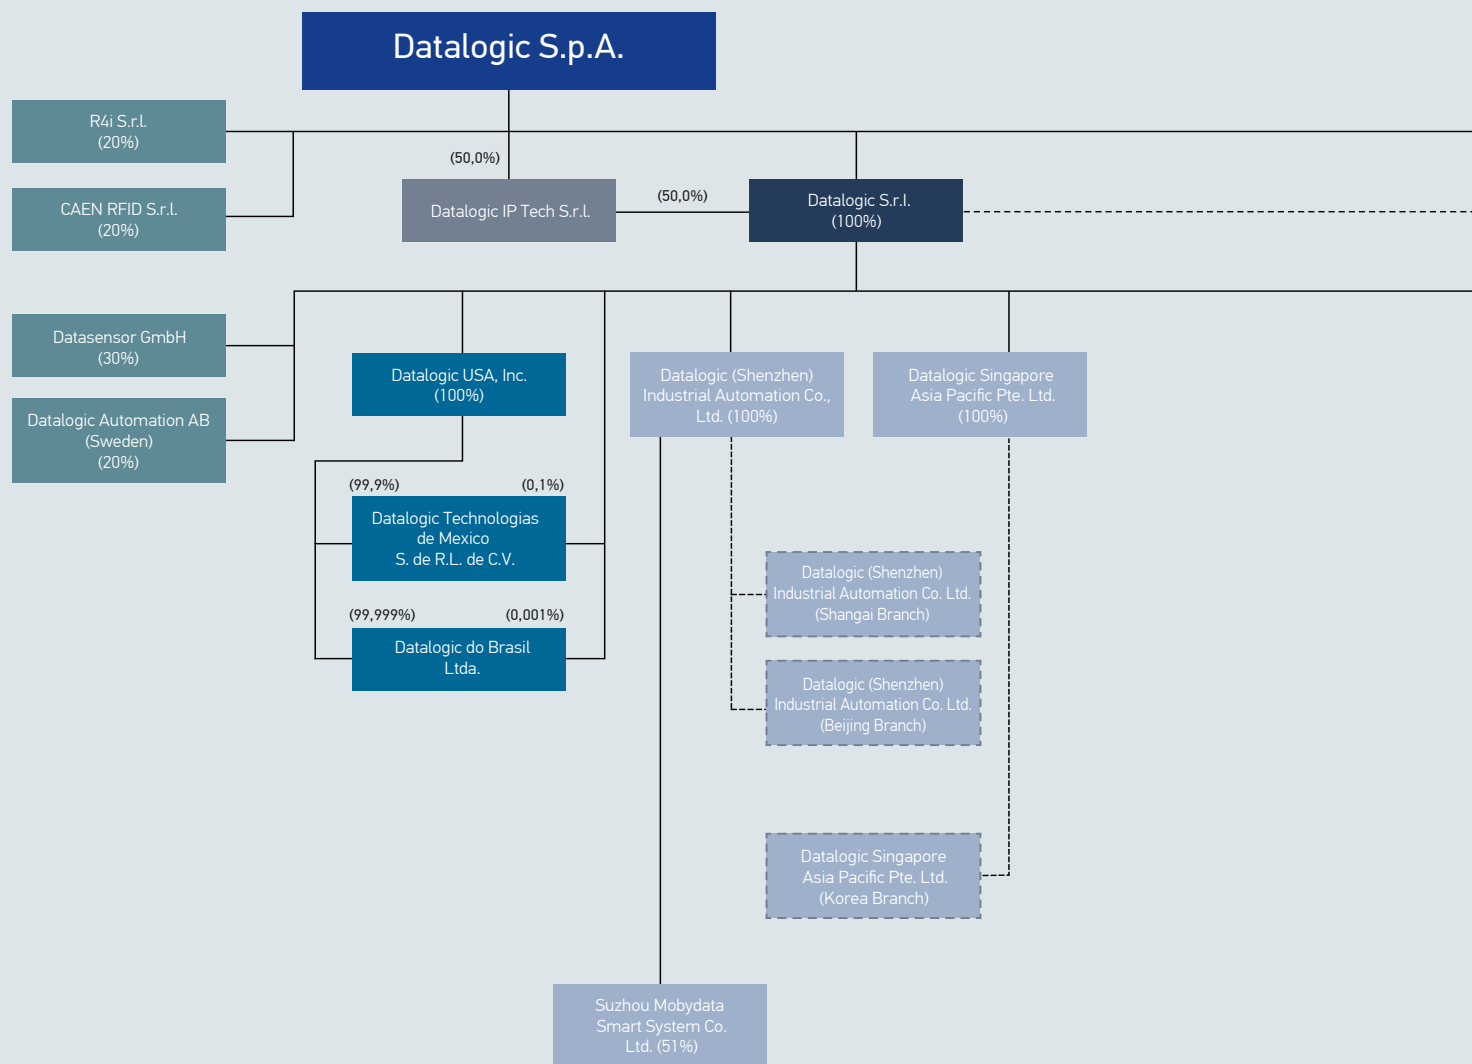 Datalogic S.p.A.
R4i S.r.l.
(20%)
(50,0%)
CAEN RFID S.r.l.
(20%)
Datalogic IP Tech S.r.l.
(50,0%)
Datalogic S.r.l.
(100%)
Datasensor GmbH
(30%)
Datalogic Automation AB
(Sweden)
(20%)
Datalogic USA, Inc.
(100%)
Datalogic (Shenzhen)
Industrial Automation Co.,
Ltd. (100%)
Datalogic Singapore
Asia Pacific Pte. Ltd.
(100%)
(99,9%)
(0,1%)
Datalogic Technologias
de Mexico
S. de R.L. de C.V.
(99,999%)
(0,001%)
Datalogic do Brasil
Ltda.
Datalogic (Shenzhen)
Industrial Automation Co. Ltd.
(Shangai Branch)
Datalogic (Shenzhen)
Industrial Automation Co. Ltd.
(Beijing Branch)
Datalogic Singapore
Asia Pacific Pte. Ltd.
(Korea Branch)
Suzhou Mobydata
Smart System Co.
Ltd. (51%)